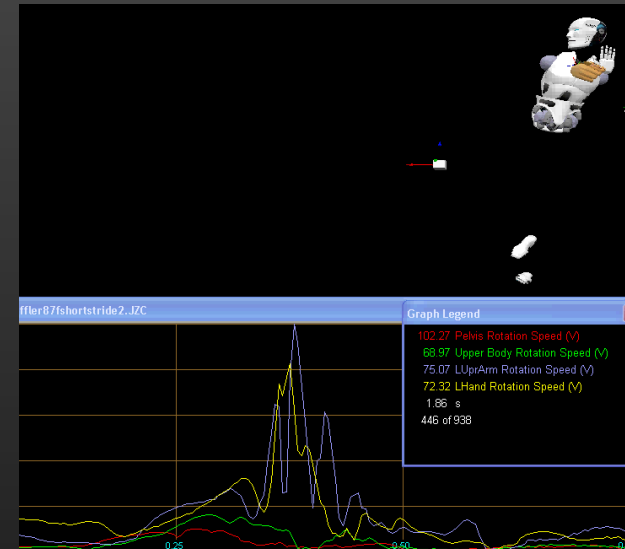 ffler87fshortstride2.JZC
Graph Legend
102.27 Pelvis Rotation Speed (V)
68.97 Upper Body Rotation Speed (V)
75.07 LUprArm Rotation Speed (V)
72.32 LHand Rotation Speed (V)
1.86 s
446 of 938
0.25
0.50